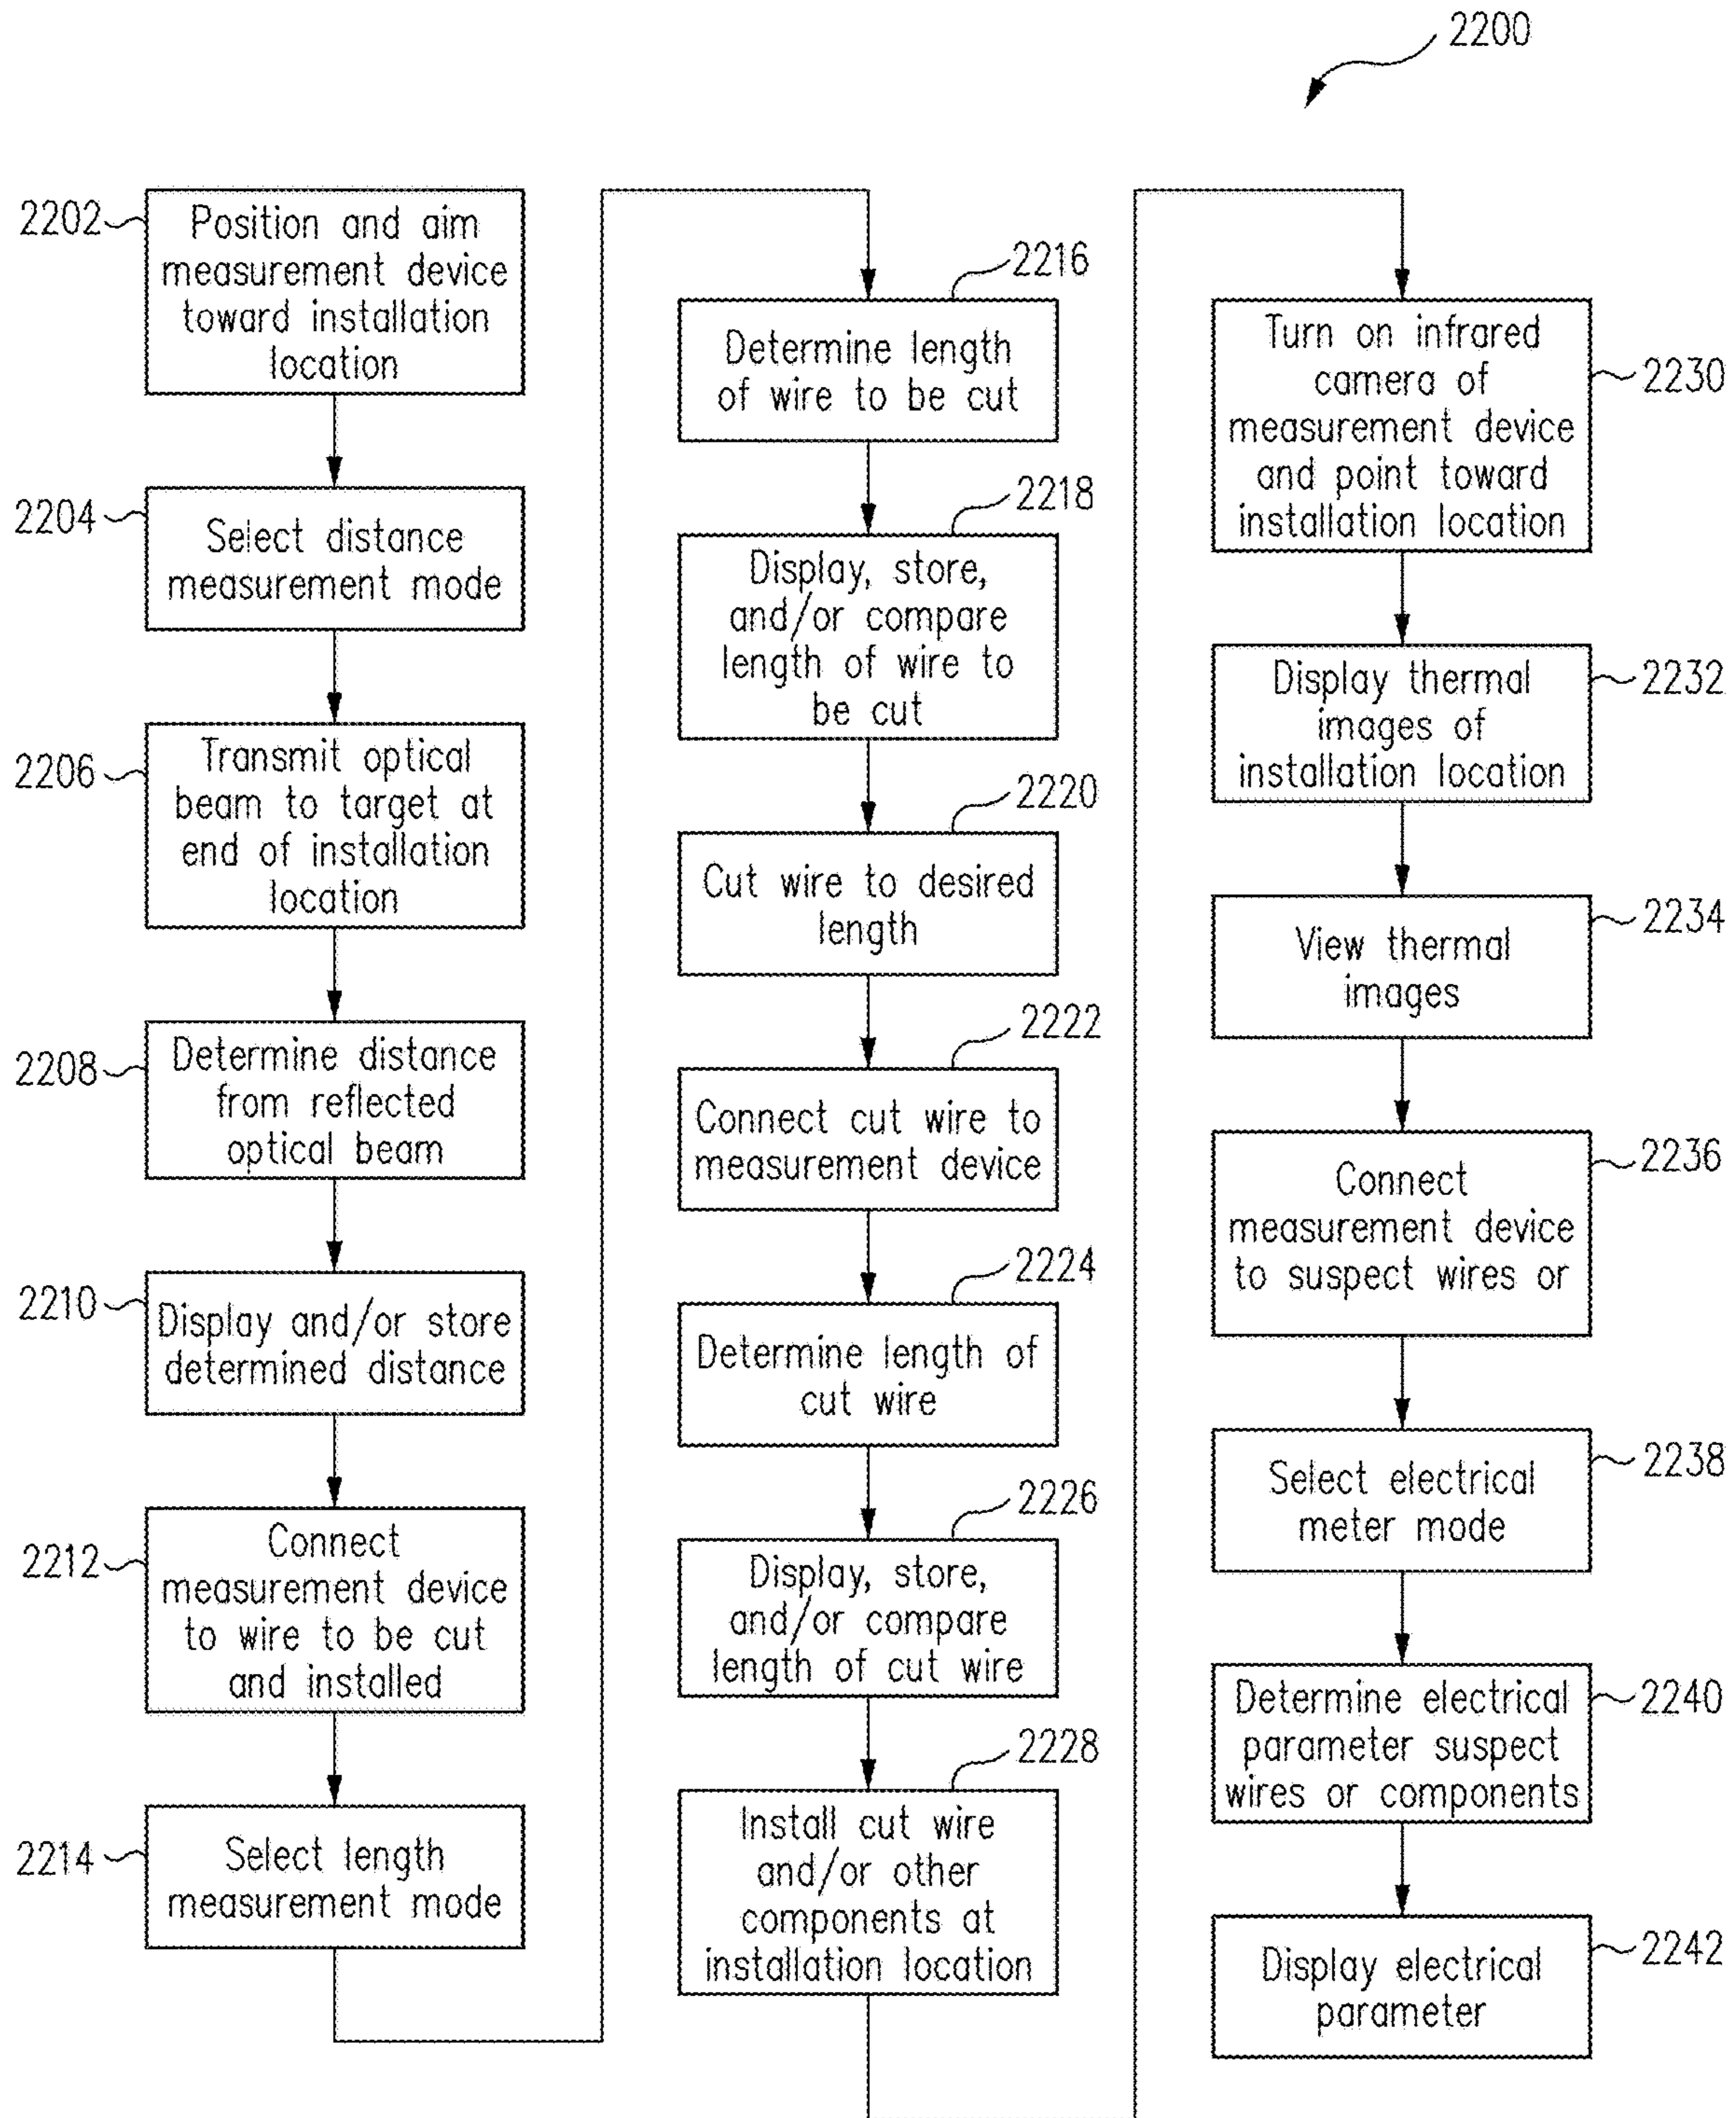 2200
2202
Position and aim
measurement device
toward installation
location
2204
Select distance
measurement mode
2206
Transmit optical
beam to target at
end of installation
location
2208
Determine distance
from reflected
optical beam
2210
Display and/or store
determined distance
2212
Connect
measurement device
to wire to be cut
and installed
2214
Select length
measurement mode
2216
Determine length
of wire to be cut
2218
Display, store,
and/or compare
length of wire to
be cut
2220
Cut wire to desired
length
2222
Connect cut wire to
measurement device
2224
Determine length of
cut wire
2226
Display, store,
and/or compare
length of cut wire
2228
Install cut wire
and/or other
components at
installation location
2230
Turn on infrared
camera of
measurement device
and point toward
installation location
2232
Display thermal
images of
installation location
2234
View thermal
images
2236
Connect
measurement device
to suspect wires or
2238
Select electrical
meter mode
2240
Determine electrical
parameter suspect
wires or components
2242
Display electrical
parameter